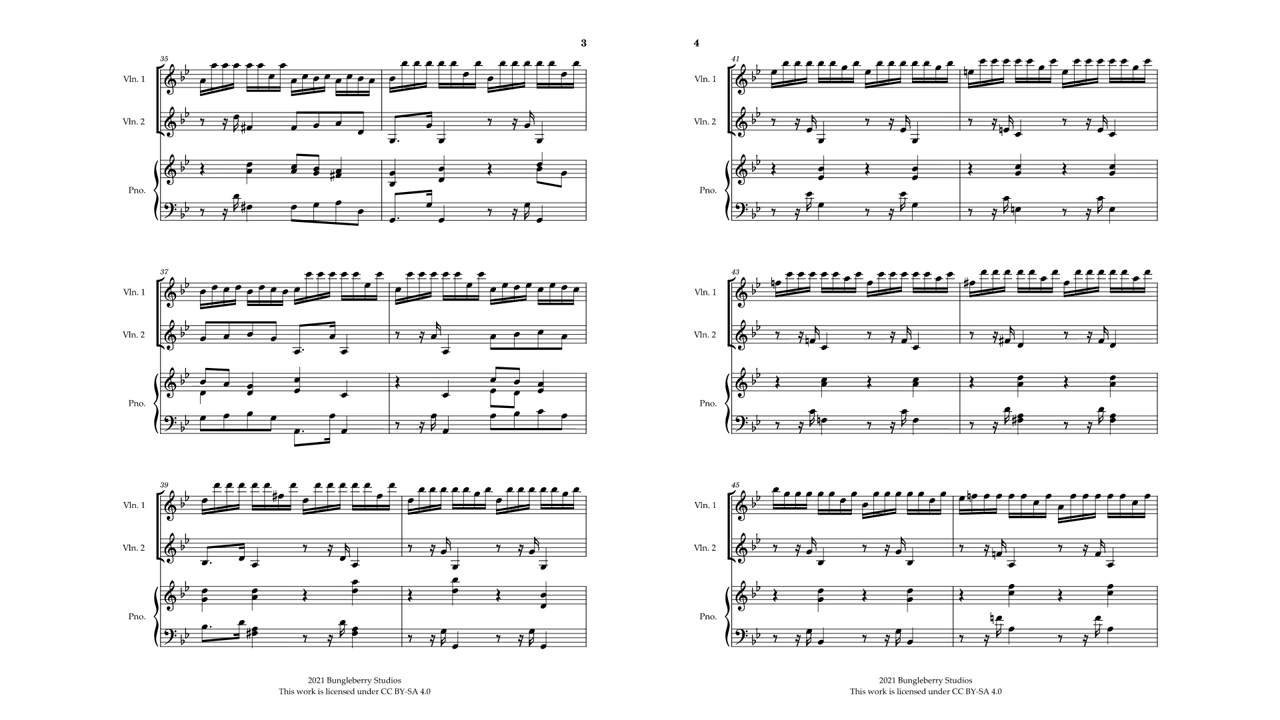 3
35
Vln. 1
Vln. 2
Pno.
37
Vln. 1
Vln. 2
Pno.
39
Vln. 1
Vln. 2
Pno.
2021 Bungleberry Studios
This work is licensed under CC BY-SA 4.0
4
41
Vln. 1
Vln. 2
Pno.
43
Vln. 1
Vln. 2
Pno.
45
Vln. 1
Vln. 2
Pno.
2021 Bungleberry Studios
This work is licensed under CC BY-SA 4.0